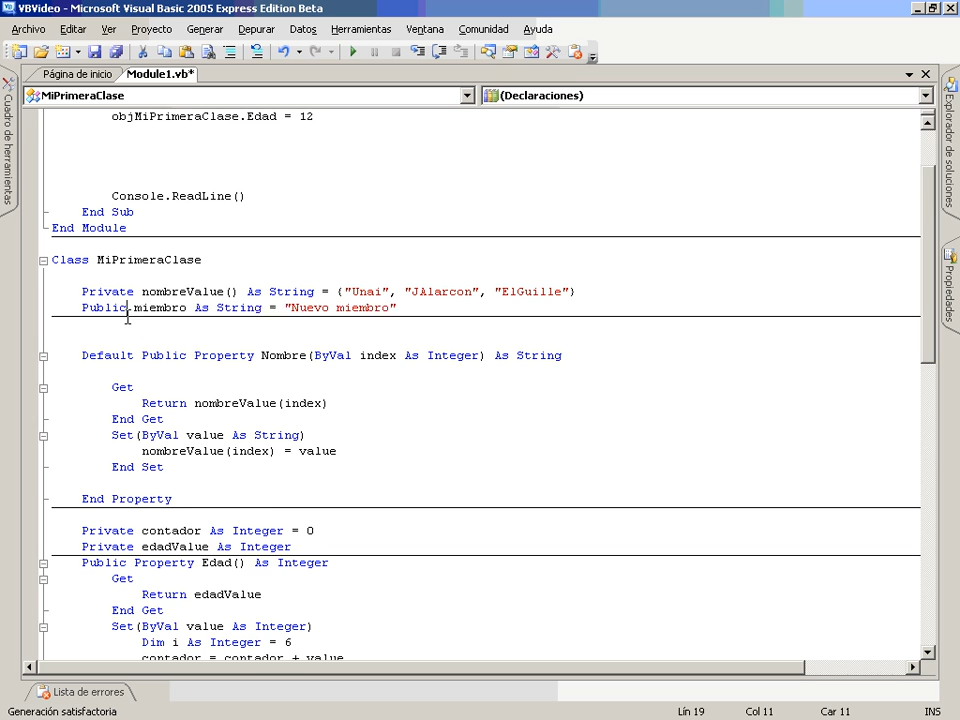 VBVideo - Microsoft Visual Basic 2005 Express Edition Beta
Archivo Editar Ver Proyecto Generar Depurar Datos Herramientas Ventana Comunidad Ayuda
Página de inicio Module1.vb*
MiPrimeraClase (Declaraciones)
Cuadro de herramientas
Explorador de soluciones
Propiedades
objMiPrimeraClase.Edad = 12
Console.ReadLine()
End Sub
End Module
Class MiPrimeraClase
Private nombreValue() As String = {"Unai", "JAlarcon", "ElGuille"}
Public miembro As String = "Nuevo miembro"
Default Public Property Nombre(ByVal index As Integer) As String
Get
Return nombreValue(index)
End Get
Set(ByVal value As String)
nombreValue(index) = value
End Set
End Property
Private contador As Integer = 0
Private edadValue As Integer
Public Property Edad() As Integer
Get
Return edadValue
End Get
Set(ByVal value As Integer)
Dim i As Integer = 6
contador = contador + value
Lista de errores
Generación satisfactoria Lín 19 Col 11 Car 11 INS